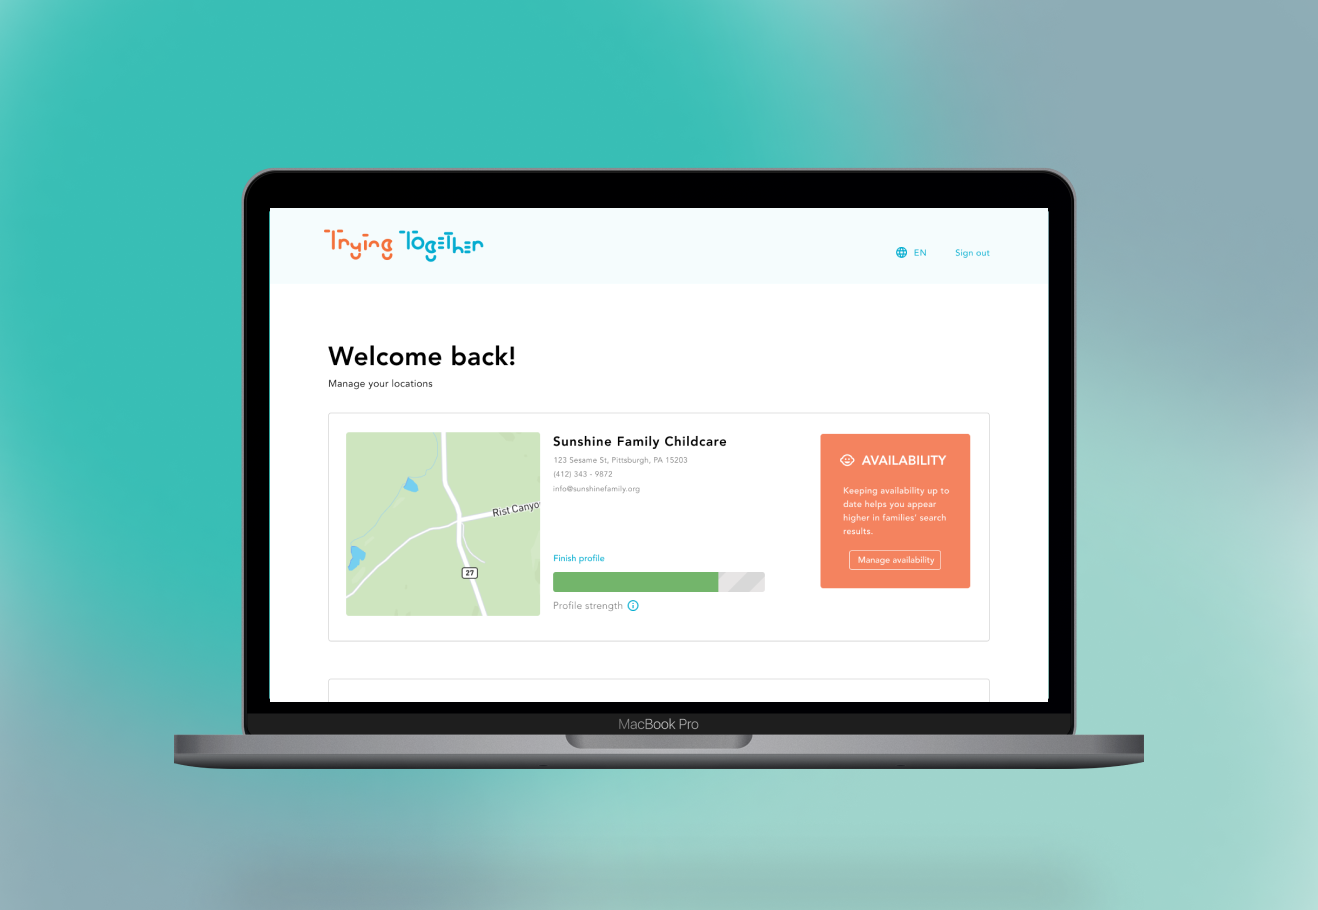 Trying Together
EN
Sign out
Welcome back!
Manage your locations
Rist Canyo
27
Sunshine Family Childcare
123 Sesame St, Pittsburgh, PA 15203
(412) 343 - 9872
info@sunshinefamily.org
Finish profile
Profile strength
AVAILABILITY
Keeping availability up to
date helps you appear
higher in families' search
results.
Manage availability
MacBook Pro